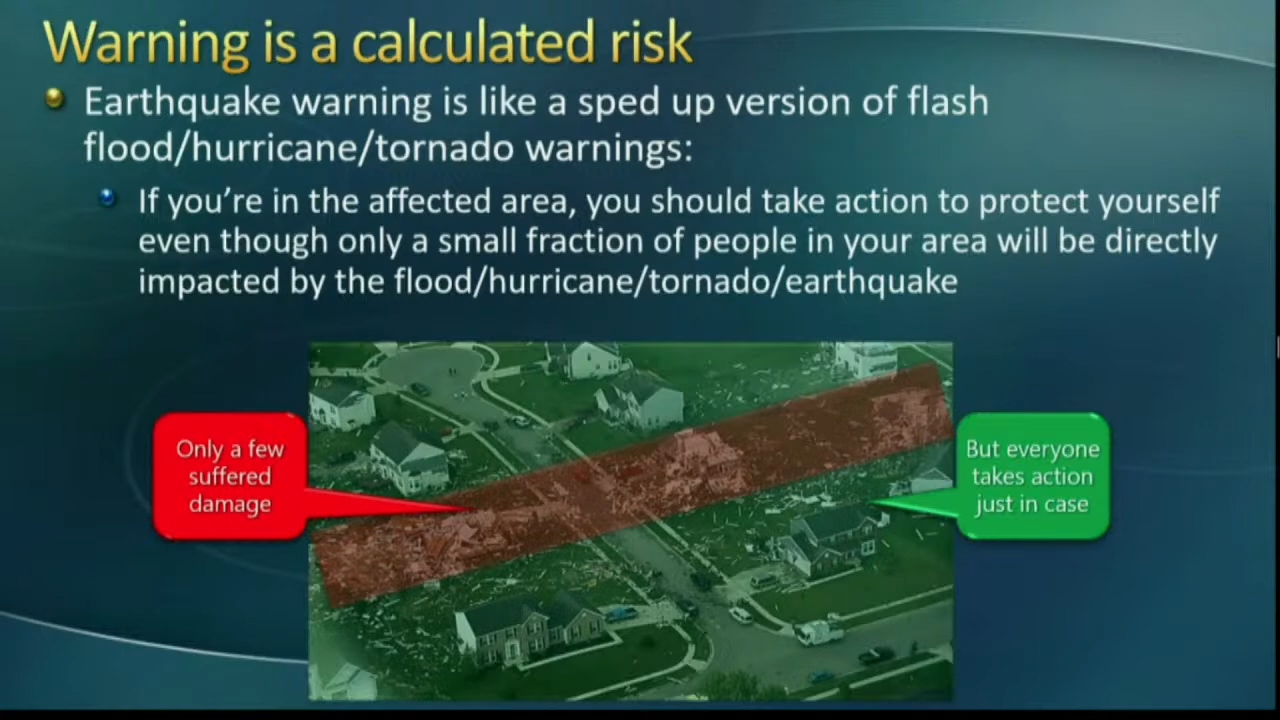 Warning is a calculated risk
Earthquake warning is like a sped up version of flash
flood/hurricane/tornado warnings:
If you're in the affected area, you should take action to protect yourself
even though only a small fraction of people in your area will be directly
impacted by the flood/hurricane/tornado/earthquake
Only a few
suffered
damage
But everyone
takes action
just in case